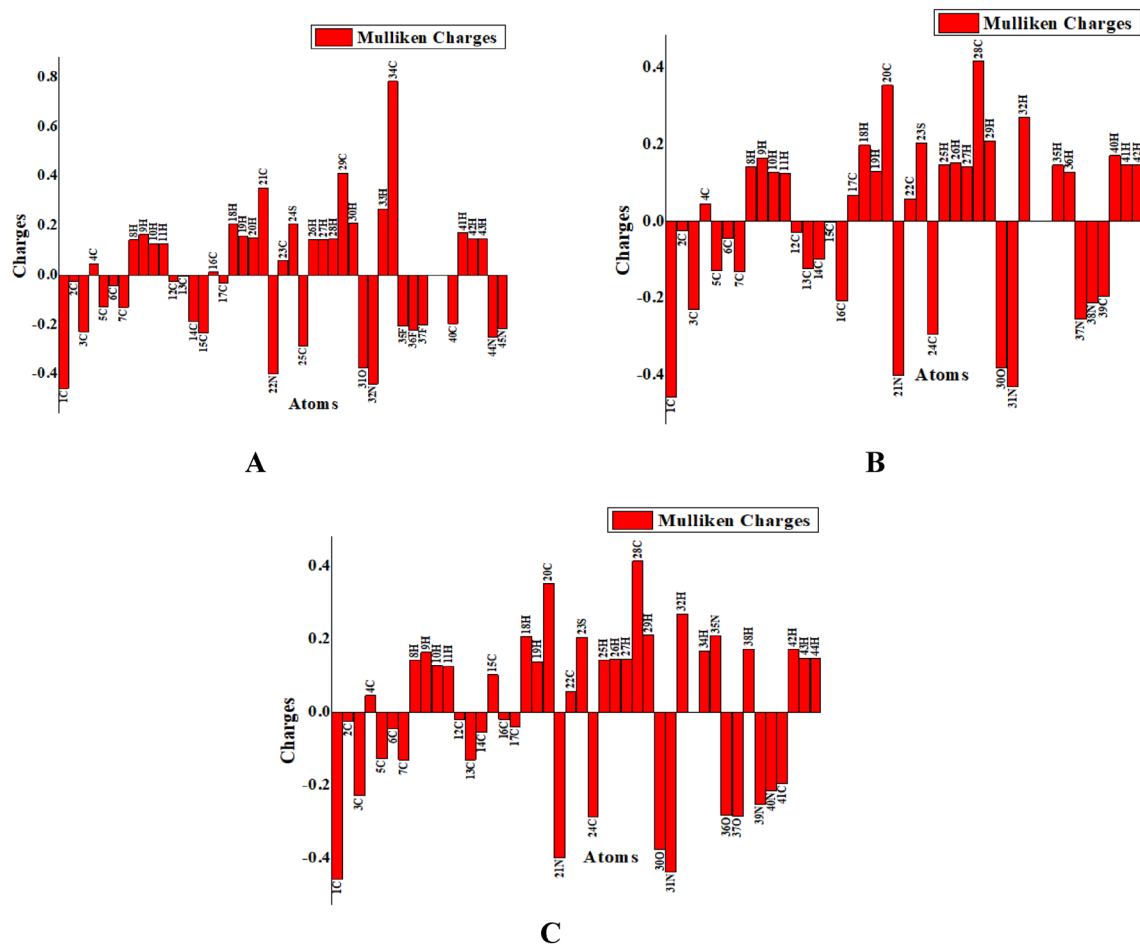 Mulliken Charges
Charges
0.8
0.6
0.4
0.2
0.0
-0.2
-0.4
1C 2C 3C 4C 5C 6C 7C 8H 9H 10H 11H 12C 13C 14C 15C 16C 17C 18H 19H 20H 21C 22N 23C 24S 25C 26H 27H 28H 29C 30H 31O 32N 33H 34C 35F 36F 37F 40C 41H 42H 43H 44N 45N
Atoms
A
Mulliken Charges
Charges
0.4
0.2
0.0
-0.2
-0.4
1C 2C 3C 4C 5C 6C 7C 8H 9H 10H 11H 12C 13C 14C 15C 16C 17C 18H 19H 20C 21N 22C 23S 24C 25H 26H 27H 28C 29H 30O 31N 32H 35H 36H 37N 38N 39C 40H 41H 42H
Atoms
B
Mulliken Charges
Charges
0.4
0.2
0.0
-0.2
-0.4
1C 2C 3C 4C 5C 6C 7C 8H 9H 10H 11H 12C 13C 14C 15C 16C 17C 18H 19H 20C 21N 22C 23S 24C 25H 26H 27H 28C 29H 30O 31N 32H 34H 35N 36O 37O 38H 39N 40N 41C 42H 43H 44H
Atoms
C